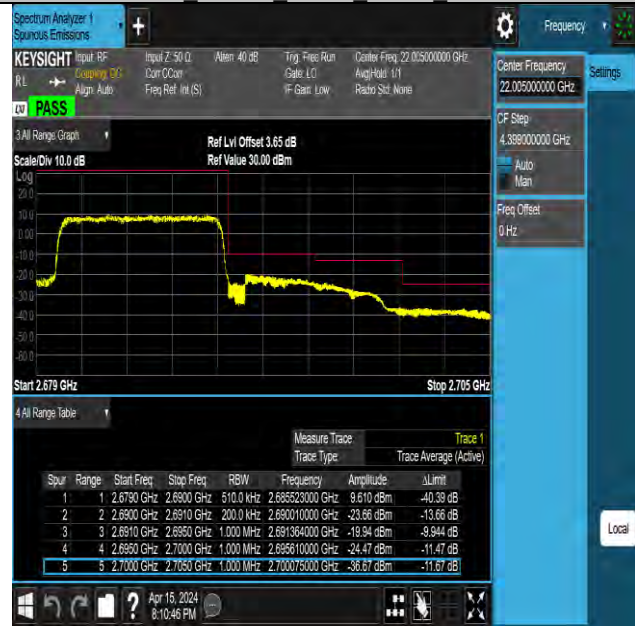 Spectrum Analyzer 1
Spurious Emissions
Frequency
KEYSIGHT Input: RF Input Z: 50 Ω Atten: 40 dB Trig: Free Run Center Freq: 22.005000000 GHz
RL Coupling: DC Corr CCorr Gate: LO Avg|Hold: 1/1
Align: Auto Freq Ref: Int (S) IF Gain: Low Radio Std: None
LXI PASS
Center Frequency
22.005000000 GHz
Settings
CF Step
4.399000000 GHz
Auto
Man
Freq Offset
0 Hz
3 All Range Graph
Ref Lvl Offset 3.65 dB
Scale/Div 10.0 dB Ref Value 30.00 dBm
Log
20.0
10.0
0.00
-10.0
-20.0
-30.0
-40.0
-50.0
-60.0
Start 2.679 GHz Stop 2.705 GHz
4 All Range Table
Measure Trace Trace 1
Trace Type Trace Average (Active)
Spur Range Start Freq Stop Freq RBW Frequency Amplitude ΔLimit
1 1 2.6790 GHz 2.6900 GHz 510.0 kHz 2.685523000 GHz 9.610 dBm -40.39 dB
2 2 2.6900 GHz 2.6910 GHz 200.0 kHz 2.690010000 GHz -23.66 dBm -13.66 dB
3 3 2.6910 GHz 2.6950 GHz 1.000 MHz 2.691364000 GHz -19.94 dBm -9.944 dB
4 4 2.6950 GHz 2.7000 GHz 1.000 MHz 2.695610000 GHz -24.47 dBm -11.47 dB
5 5 2.7000 GHz 2.7050 GHz 1.000 MHz 2.700075000 GHz -36.67 dBm -11.67 dB
Local
Apr 15, 2024
8:10:46 PM